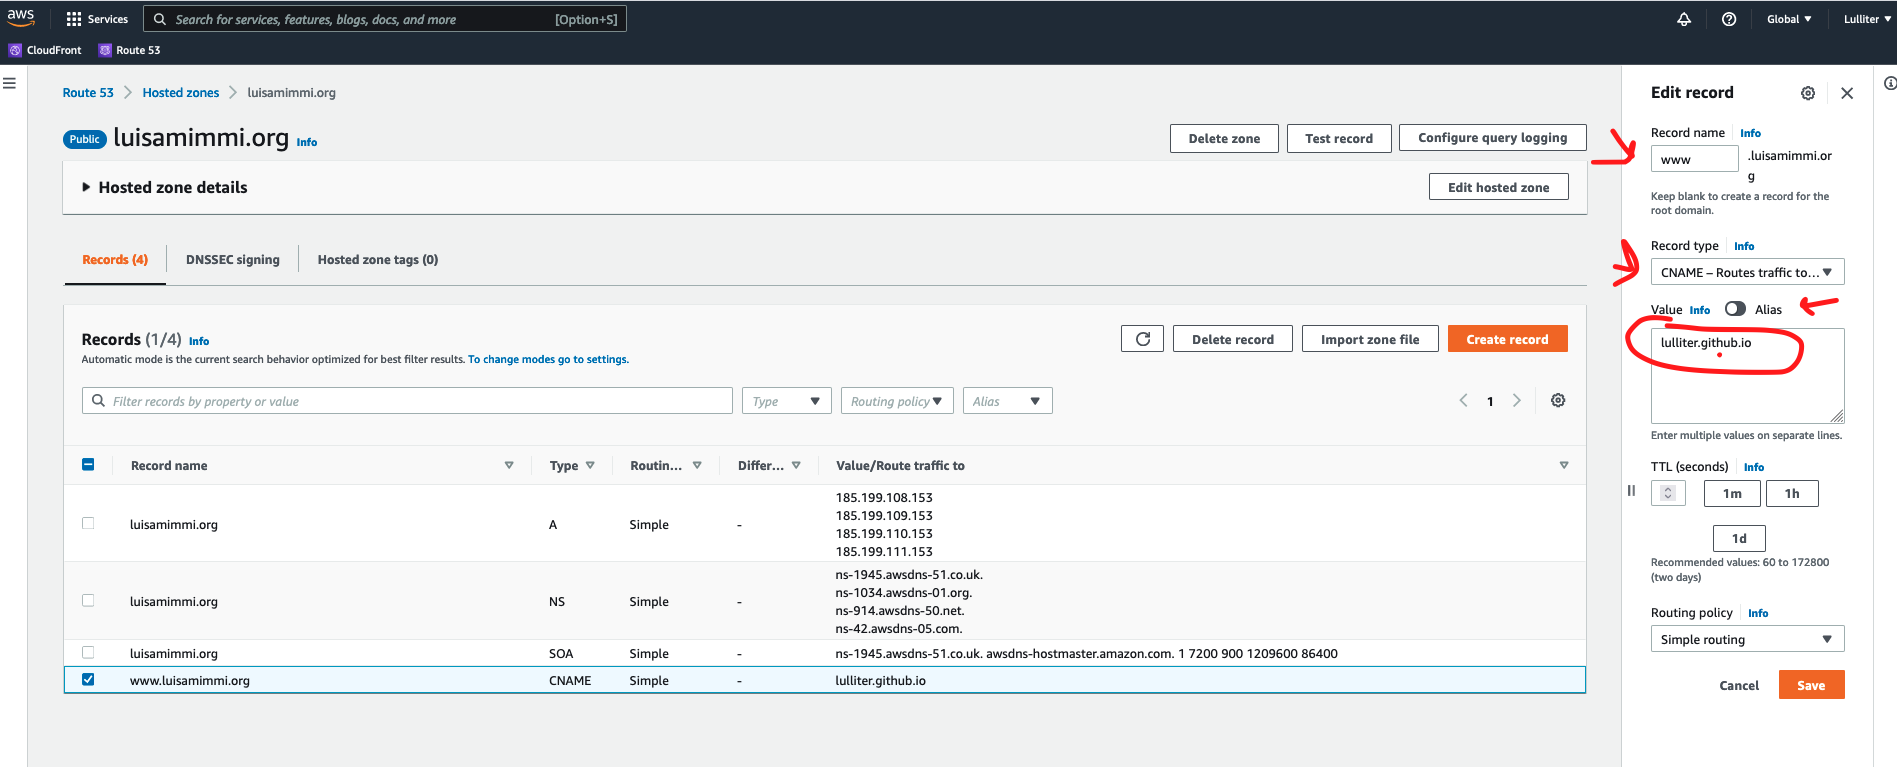 aws
Services
Search for services, features, blogs, docs, and more
[Option+S]
Global
Lulliter
CloudFront
Route 53
Route 53
Hosted zones
luisamimmi.org
Public
luisamimmi.org
Info
Delete zone
Test record
Configure query logging
Hosted zone details
Edit hosted zone
Records (4)
DNSSEC signing
Hosted zone tags (0)
Records (1/4)
Info
Automatic mode is the current search behavior optimized for best filter results. To change modes go to settings.
Delete record
Import zone file
Create record
Filter records by property or value
Type
Routing policy
Alias
1
Record name
Type
Routin...
Differ...
Value/Route traffic to
luisamimmi.org
A
Simple
-
185.199.108.153
185.199.109.153
185.199.110.153
185.199.111.153
luisamimmi.org
NS
Simple
-
ns-1945.awsdns-51.co.uk.
ns-1034.awsdns-01.org.
ns-914.awsdns-50.net.
ns-42.awsdns-05.com.
luisamimmi.org
SOA
Simple
-
ns-1945.awsdns-51.co.uk. awsdns-hostmaster.amazon.com. 1 7200 900 1209600 86400
www.luisamimmi.org
CNAME
Simple
-
lulliter.github.io
Edit record
Record name
Info
www
.luisamimmi.or
g
Keep blank to create a record for the
root domain.
Record type
Info
CNAME – Routes traffic to...
Value
Info
Alias
lulliter.github.io
Enter multiple values on separate lines.
TTL (seconds)
Info
1m
1h
1d
Recommended values: 60 to 172800
(two days)
Routing policy
Info
Simple routing
Cancel
Save